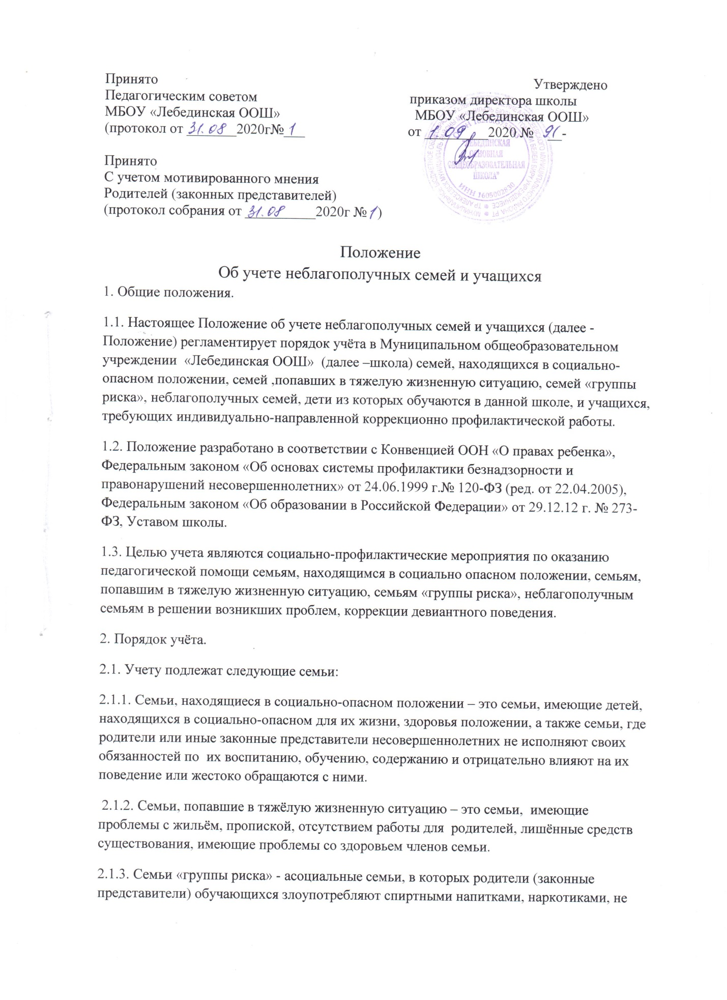 Принято
Педагогическим советом
МБОУ «Лебединская ООШ»
(протокол от 31.08 2020г№ 1
Утверждено
приказом директора школы
МБОУ «Лебединская ООШ»
от 1.09 2020 № 91-
"ЛЕБЕДИНСКАЯ
ОСНОВНАЯ
ОБЩЕОБРАЗОВАТЕЛЬНАЯ
ШКОЛА"
ИНН 1605002830
Принято
С учетом мотивированного мнения
Родителей (законных представителей)
(протокол собрания от 31.08 2020г № 1)
Положение
Об учете неблагополучных семей и учащихся
1. Общие положения.
1.1. Настоящее Положение об учете неблагополучных семей и учащихся (далее -
Положение) регламентирует порядок учёта в Муниципальном общеобразовательном
учреждении «Лебединская ООШ» (далее –школа) семей, находящихся в социально-
опасном положении, семей ,попавших в тяжелую жизненную ситуацию, семей «группы
риска», неблагополучных семей, дети из которых обучаются в данной школе, и учащихся,
требующих индивидуально-направленной коррекционно профилактической работы.
1.2. Положение разработано в соответствии с Конвенцией ООН «О правах ребенка»,
Федеральным законом «Об основах системы профилактики безнадзорности и
правонарушений несовершеннолетних» от 24.06.1999 г.№ 120-ФЗ (ред. от 22.04.2005),
Федеральным законом «Об образовании в Российской Федерации» от 29.12.12 г. № 273-
ФЗ, Уставом школы.
1.3. Целью учета являются социально-профилактические мероприятия по оказанию
педагогической помощи семьям, находящимся в социально опасном положении, семьям,
попавшим в тяжелую жизненную ситуацию, семьям «группы риска», неблагополучным
семьям в решении возникших проблем, коррекции девиантного поведения.
2. Порядок учёта.
2.1. Учету подлежат следующие семьи:
2.1.1. Семьи, находящиеся в социально-опасном положении – это семьи, имеющие детей,
находящихся в социально-опасном для их жизни, здоровья положении, а также семьи, где
родители или иные законные представители несовершеннолетних не исполняют своих
обязанностей по их воспитанию, обучению, содержанию и отрицательно влияют на их
поведение или жестоко обращаются с ними.
2.1.2. Семьи, попавшие в тяжёлую жизненную ситуацию – это семьи, имеющие
проблемы с жильём, пропиской, отсутствием работы для родителей, лишённые средств
существования, имеющие проблемы со здоровьем членов семьи.
2.1.3. Семьи «группы риска» - асоциальные семьи, в которых родители (законные
представители) обучающихся злоупотребляют спиртными напитками, наркотиками, не